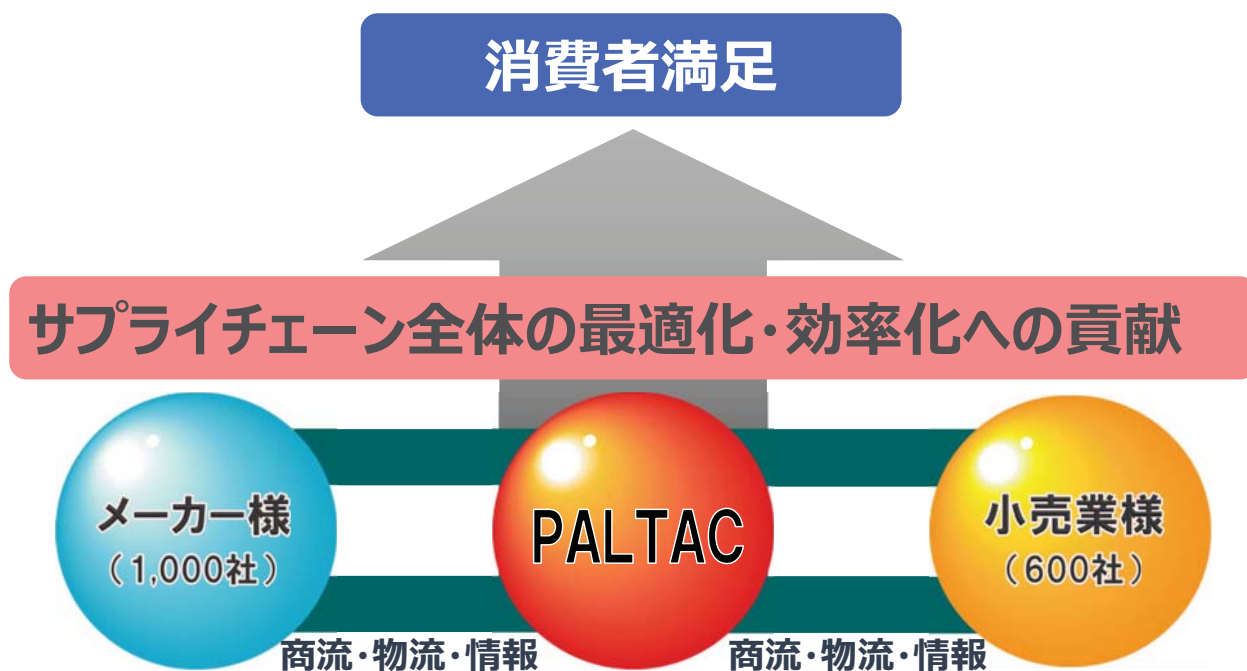 消費者満足
サプライチェーン全体の最適化・効率化への貢献
メーカー様
（1,000社）
PALTAC
小売業様
（600社）
商流・物流・情報
商流・物流・情報